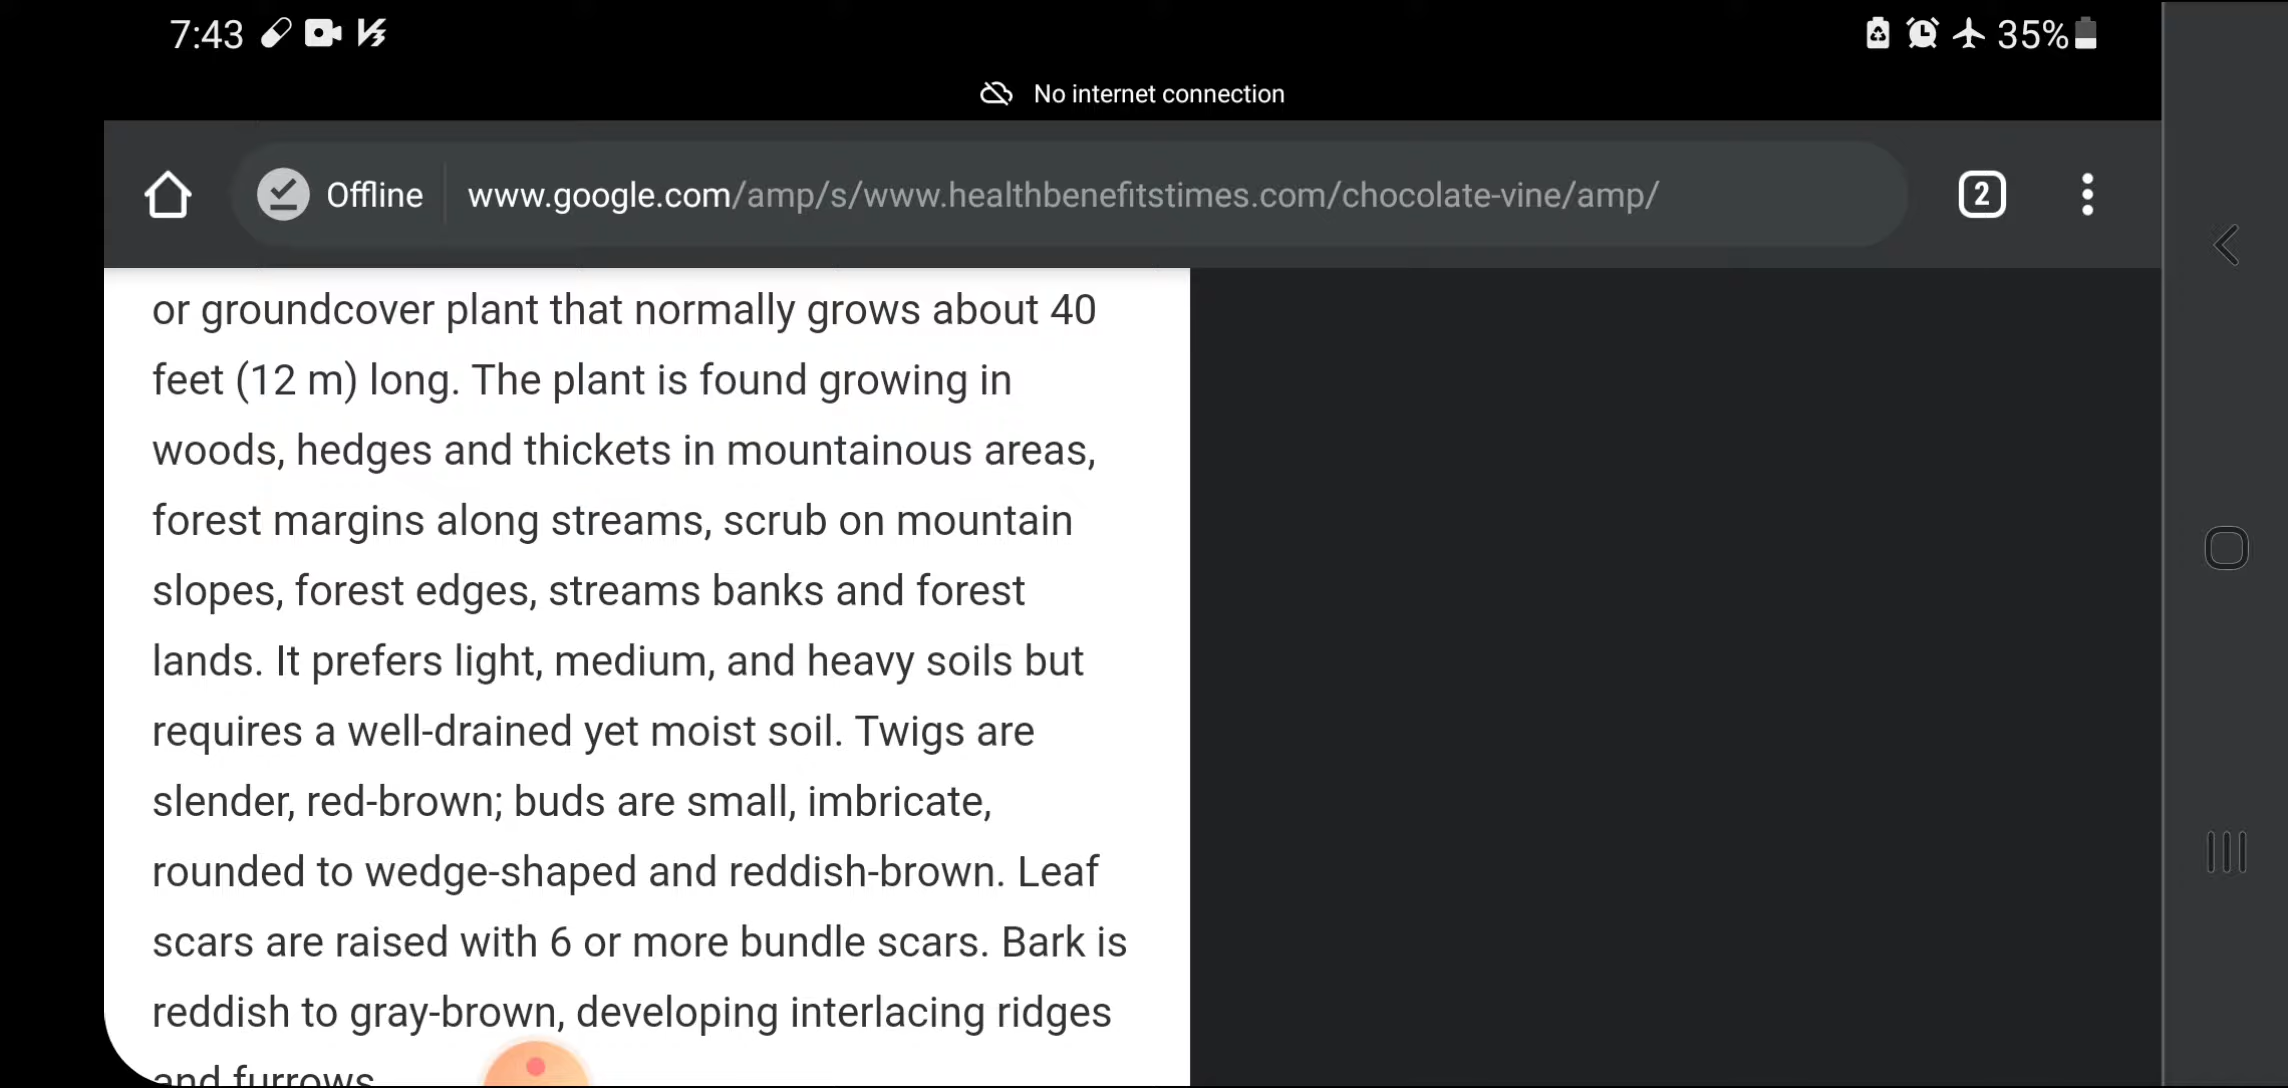 7:43
35%
No internet connection
Offline www.google.com/amp/s/www.healthbenefitstimes.com/chocolate-vine/amp/
2
or groundcover plant that normally grows about 40
feet (12 m) long. The plant is found growing in
woods, hedges and thickets in mountainous areas,
forest margins along streams, scrub on mountain
slopes, forest edges, streams banks and forest
lands. It prefers light, medium, and heavy soils but
requires a well-drained yet moist soil. Twigs are
slender, red-brown; buds are small, imbricate,
rounded to wedge-shaped and reddish-brown. Leaf
scars are raised with 6 or more bundle scars. Bark is
reddish to gray-brown, developing interlacing ridges
and furrows